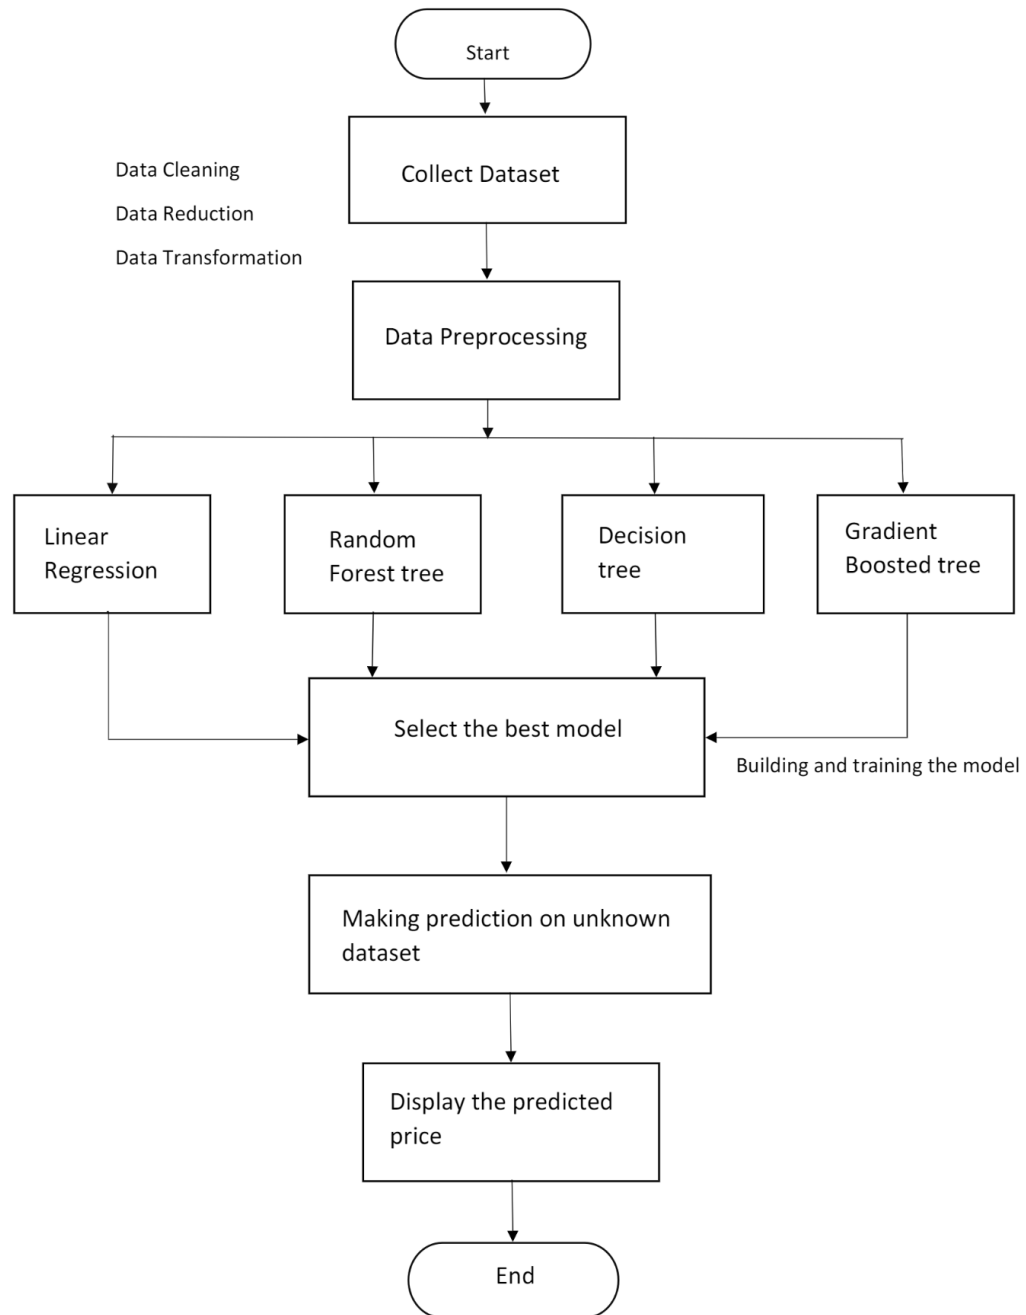 Start
Collect Dataset
Data Cleaning
Data Reduction
Data Transformation
Data Preprocessing
Linear
Regression
Random
Forest tree
Decision
tree
Gradient
Boosted tree
Select the best model
Building and training the model
Making prediction on unknown
dataset
Display the predicted
price
End